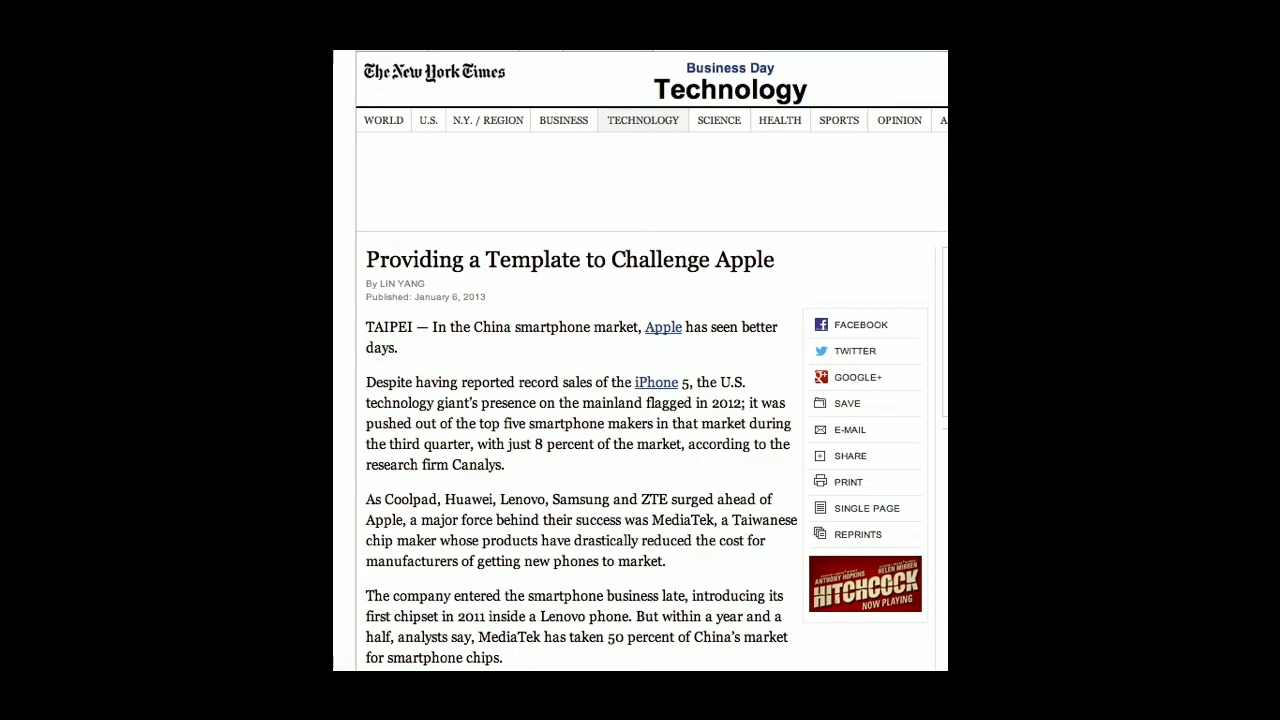 The New York Times
Business Day
Technology
WORLD U.S. N.Y. / REGION BUSINESS TECHNOLOGY SCIENCE HEALTH SPORTS OPINION A
Providing a Template to Challenge Apple
By LIN YANG
Published: January 6, 2013
TAIPEI — In the China smartphone market, Apple has seen better
days.
Despite having reported record sales of the iPhone 5, the U.S.
technology giant's presence on the mainland flagged in 2012; it was
pushed out of the top five smartphone makers in that market during
the third quarter, with just 8 percent of the market, according to the
research firm Canalys.
As Coolpad, Huawei, Lenovo, Samsung and ZTE surged ahead of
Apple, a major force behind their success was MediaTek, a Taiwanese
chip maker whose products have drastically reduced the cost for
manufacturers of getting new phones to market.
The company entered the smartphone business late, introducing its
first chipset in 2011 inside a Lenovo phone. But within a year and a
half, analysts say, MediaTek has taken 50 percent of China's market
for smartphone chips.
FACEBOOK
TWITTER
GOOGLE+
SAVE
E-MAIL
SHARE
PRINT
SINGLE PAGE
REPRINTS
ANTHONY HOPKINS HELEN MIRREN
HITCHCOCK
NOW PLAYING